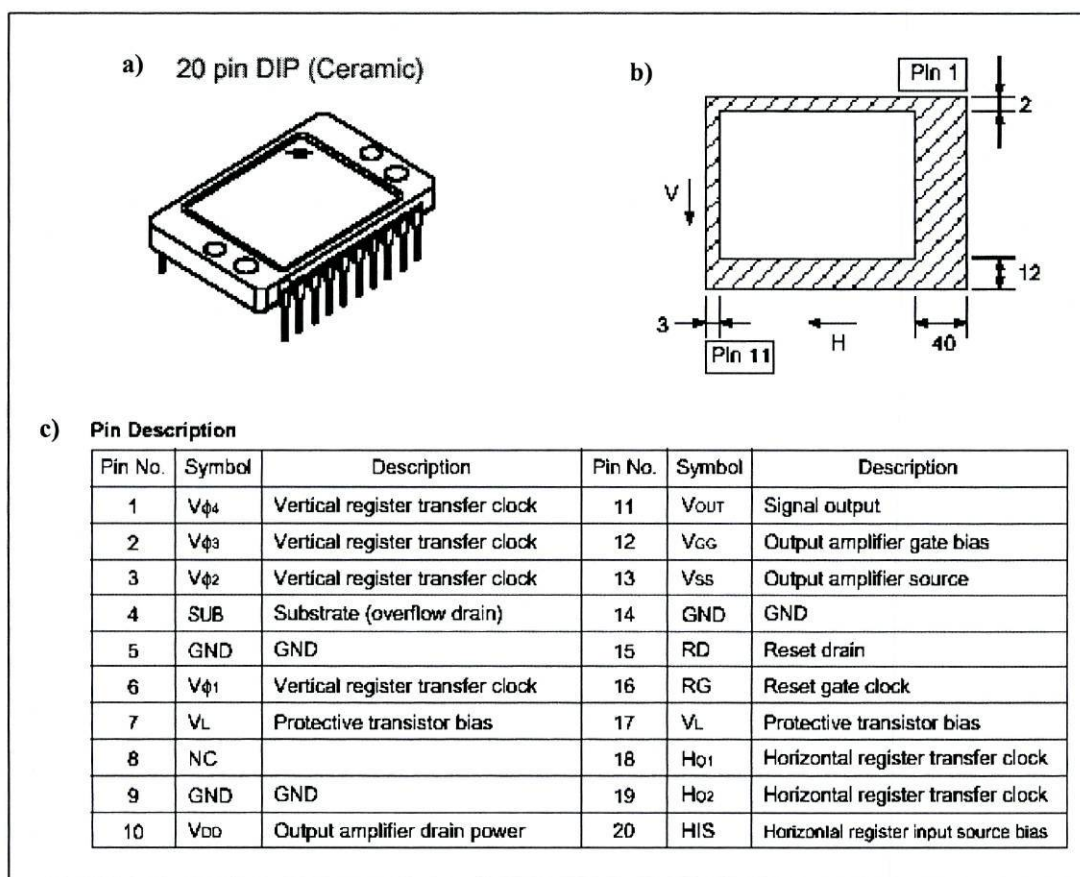 a) 20 pin DIP (Ceramic)
b)
Pin 1
2
V
12
3
H
40
Pin 11
c) Pin Description
Pin No. Symbol Description Pin No. Symbol Description
1 Vϕ4 Vertical register transfer clock 11 VOUT Signal output
2 Vϕ3 Vertical register transfer clock 12 VGG Output amplifier gate bias
3 Vϕ2 Vertical register transfer clock 13 VSS Output amplifier source
4 SUB Substrate (overflow drain) 14 GND GND
5 GND GND 15 RD Reset drain
6 Vϕ1 Vertical register transfer clock 16 RG Reset gate clock
7 VL Protective transistor bias 17 VL Protective transistor bias
8 NC 18 HQ1 Horizontal register transfer clock
9 GND GND 19 HQ2 Horizontal register transfer clock
10 VDD Output amplifier drain power 20 HIS Horizontal register input source bias